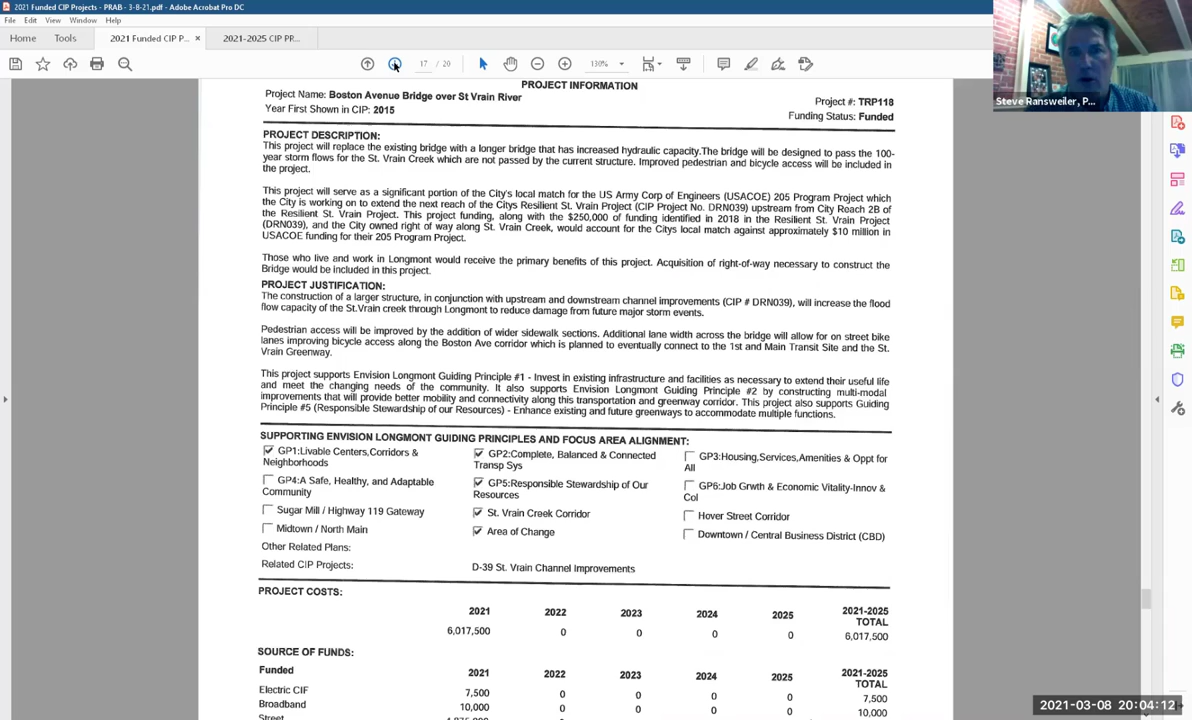 2021 Funded CIP Projects - PRAB - 3-8-21.pdf - Adobe Acrobat Pro DC
File Edit View Window Help
Home Tools 2021 Funded CIP P... × 2021-2025 CIP PR...
17 / 20 130%
Steve Ransweiler, P...
PROJECT INFORMATION
Project Name: Boston Avenue Bridge over St Vrain River
Project #: TRP118
Year First Shown in CIP: 2015
Funding Status: Funded
PROJECT DESCRIPTION:
This project will replace the existing bridge with a longer bridge that has increased hydraulic capacity.The bridge will be designed to pass the 100-
year storm flows for the St. Vrain Creek which are not passed by the current structure. Improved pedestrian and bicycle access will be included in
the project.
This project will serve as a significant portion of the City's local match for the US Army Corp of Engineers (USACOE) 205 Program Project which
the City is working on to extend the next reach of the Citys Resilient St. Vrain Project (CIP Project No. DRN039) upstream from City Reach 2B of
the Resilient St. Vrain Project. This project funding, along with the $250,000 of funding identified in 2018 in the Resilient St. Vrain Project
(DRN039), and the City owned right of way along St. Vrain Creek, would account for the Citys local match against approximately $10 million in
USACOE funding for their 205 Program Project.
Those who live and work in Longmont would receive the primary benefits of this project. Acquisition of right-of-way necessary to construct the
Bridge would be included in this project.
PROJECT JUSTIFICATION:
The construction of a larger structure, in conjunction with upstream and downstream channel improvements (CIP # DRN039), will increase the flood
flow capacity of the St.Vrain creek through Longmont to reduce damage from future major storm events.
Pedestrian access will be improved by the addition of wider sidewalk sections. Additional lane width across the bridge will allow for on street bike
lanes improving bicycle access along the Boston Ave corridor which is planned to eventually connect to the 1st and Main Transit Site and the St.
Vrain Greenway.
This project supports Envision Longmont Guiding Principle #1 - Invest in existing infrastructure and facilities as necessary to extend their useful life
and meet the changing needs of the community. It also supports Envision Longmont Guiding Principle #2 by constructing multi-modal
improvements that will provide better mobility and connectivity along this transportation and greenway corridor. This project also supports Guiding
Principle #5 (Responsible Stewardship of our Resources) - Enhance existing and future greenways to accommodate multiple functions.
SUPPORTING ENVISION LONGMONT GUIDING PRINCIPLES AND FOCUS AREA ALIGNMENT:
GP1:Livable Centers,Corridors & Neighborhoods
GP2:Complete, Balanced & Connected Transp Sys
GP3:Housing,Services,Amenities & Oppt for All
GP4:A Safe, Healthy, and Adaptable Community
GP5:Responsible Stewardship of Our Resources
GP6:Job Grwth & Economic Vitality-Innov & Col
Sugar Mill / Highway 119 Gateway
St. Vrain Creek Corridor
Hover Street Corridor
Midtown / North Main
Area of Change
Downtown / Central Business District (CBD)
Other Related Plans:
Related CIP Projects: D-39 St. Vrain Channel Improvements
PROJECT COSTS:
2021 2022 2023 2024 2025 2021-2025 TOTAL
6,017,500 0 0 0 0 6,017,500
SOURCE OF FUNDS:
Funded 2021 2022 2023 2024 2025 2021-2025 TOTAL
Electric CIF 7,500 0 0 0 0 7,500
Broadband 10,000 0 0 0 0 10,000
Street
2021-03-08 20:04:12